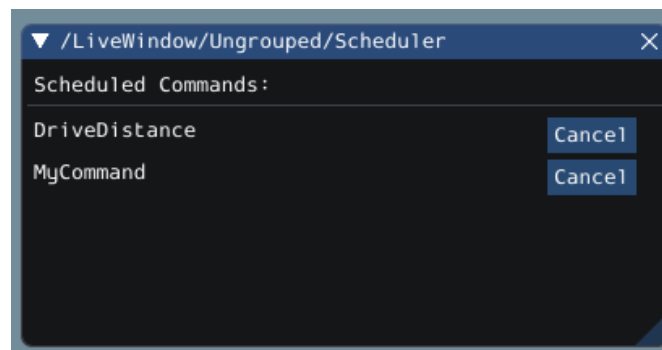 /LiveWindow/Ungrouped/Scheduler
Scheduled Commands:
DriveDistance Cancel
MyCommand Cancel